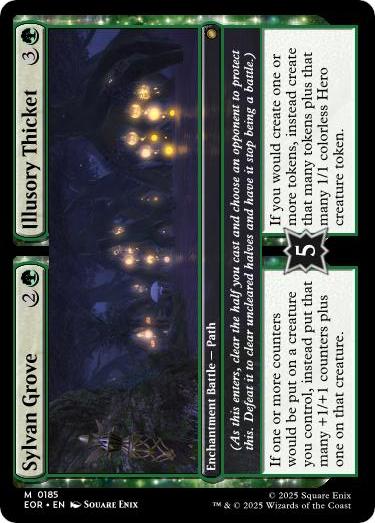 Sylvan Grove 2
Illusory Thicket 3
Enchantment Battle — Path
(As this enters, clear the half you cast and choose an opponent to protect
this. Defeat it to clear uncleared halves and have it stop being a battle.)
If one or more counters
would be put on a creature
you control, instead put that
many +1/+1 counters plus
one on that creature.
5
If you would create one or
more tokens, instead create
that many tokens plus that
many 1/1 colorless Hero
creature token.
M 0185
EOR • EN SQUARE ENIX
© 2025 Square Enix
™ & © 2025 Wizards of the Coast